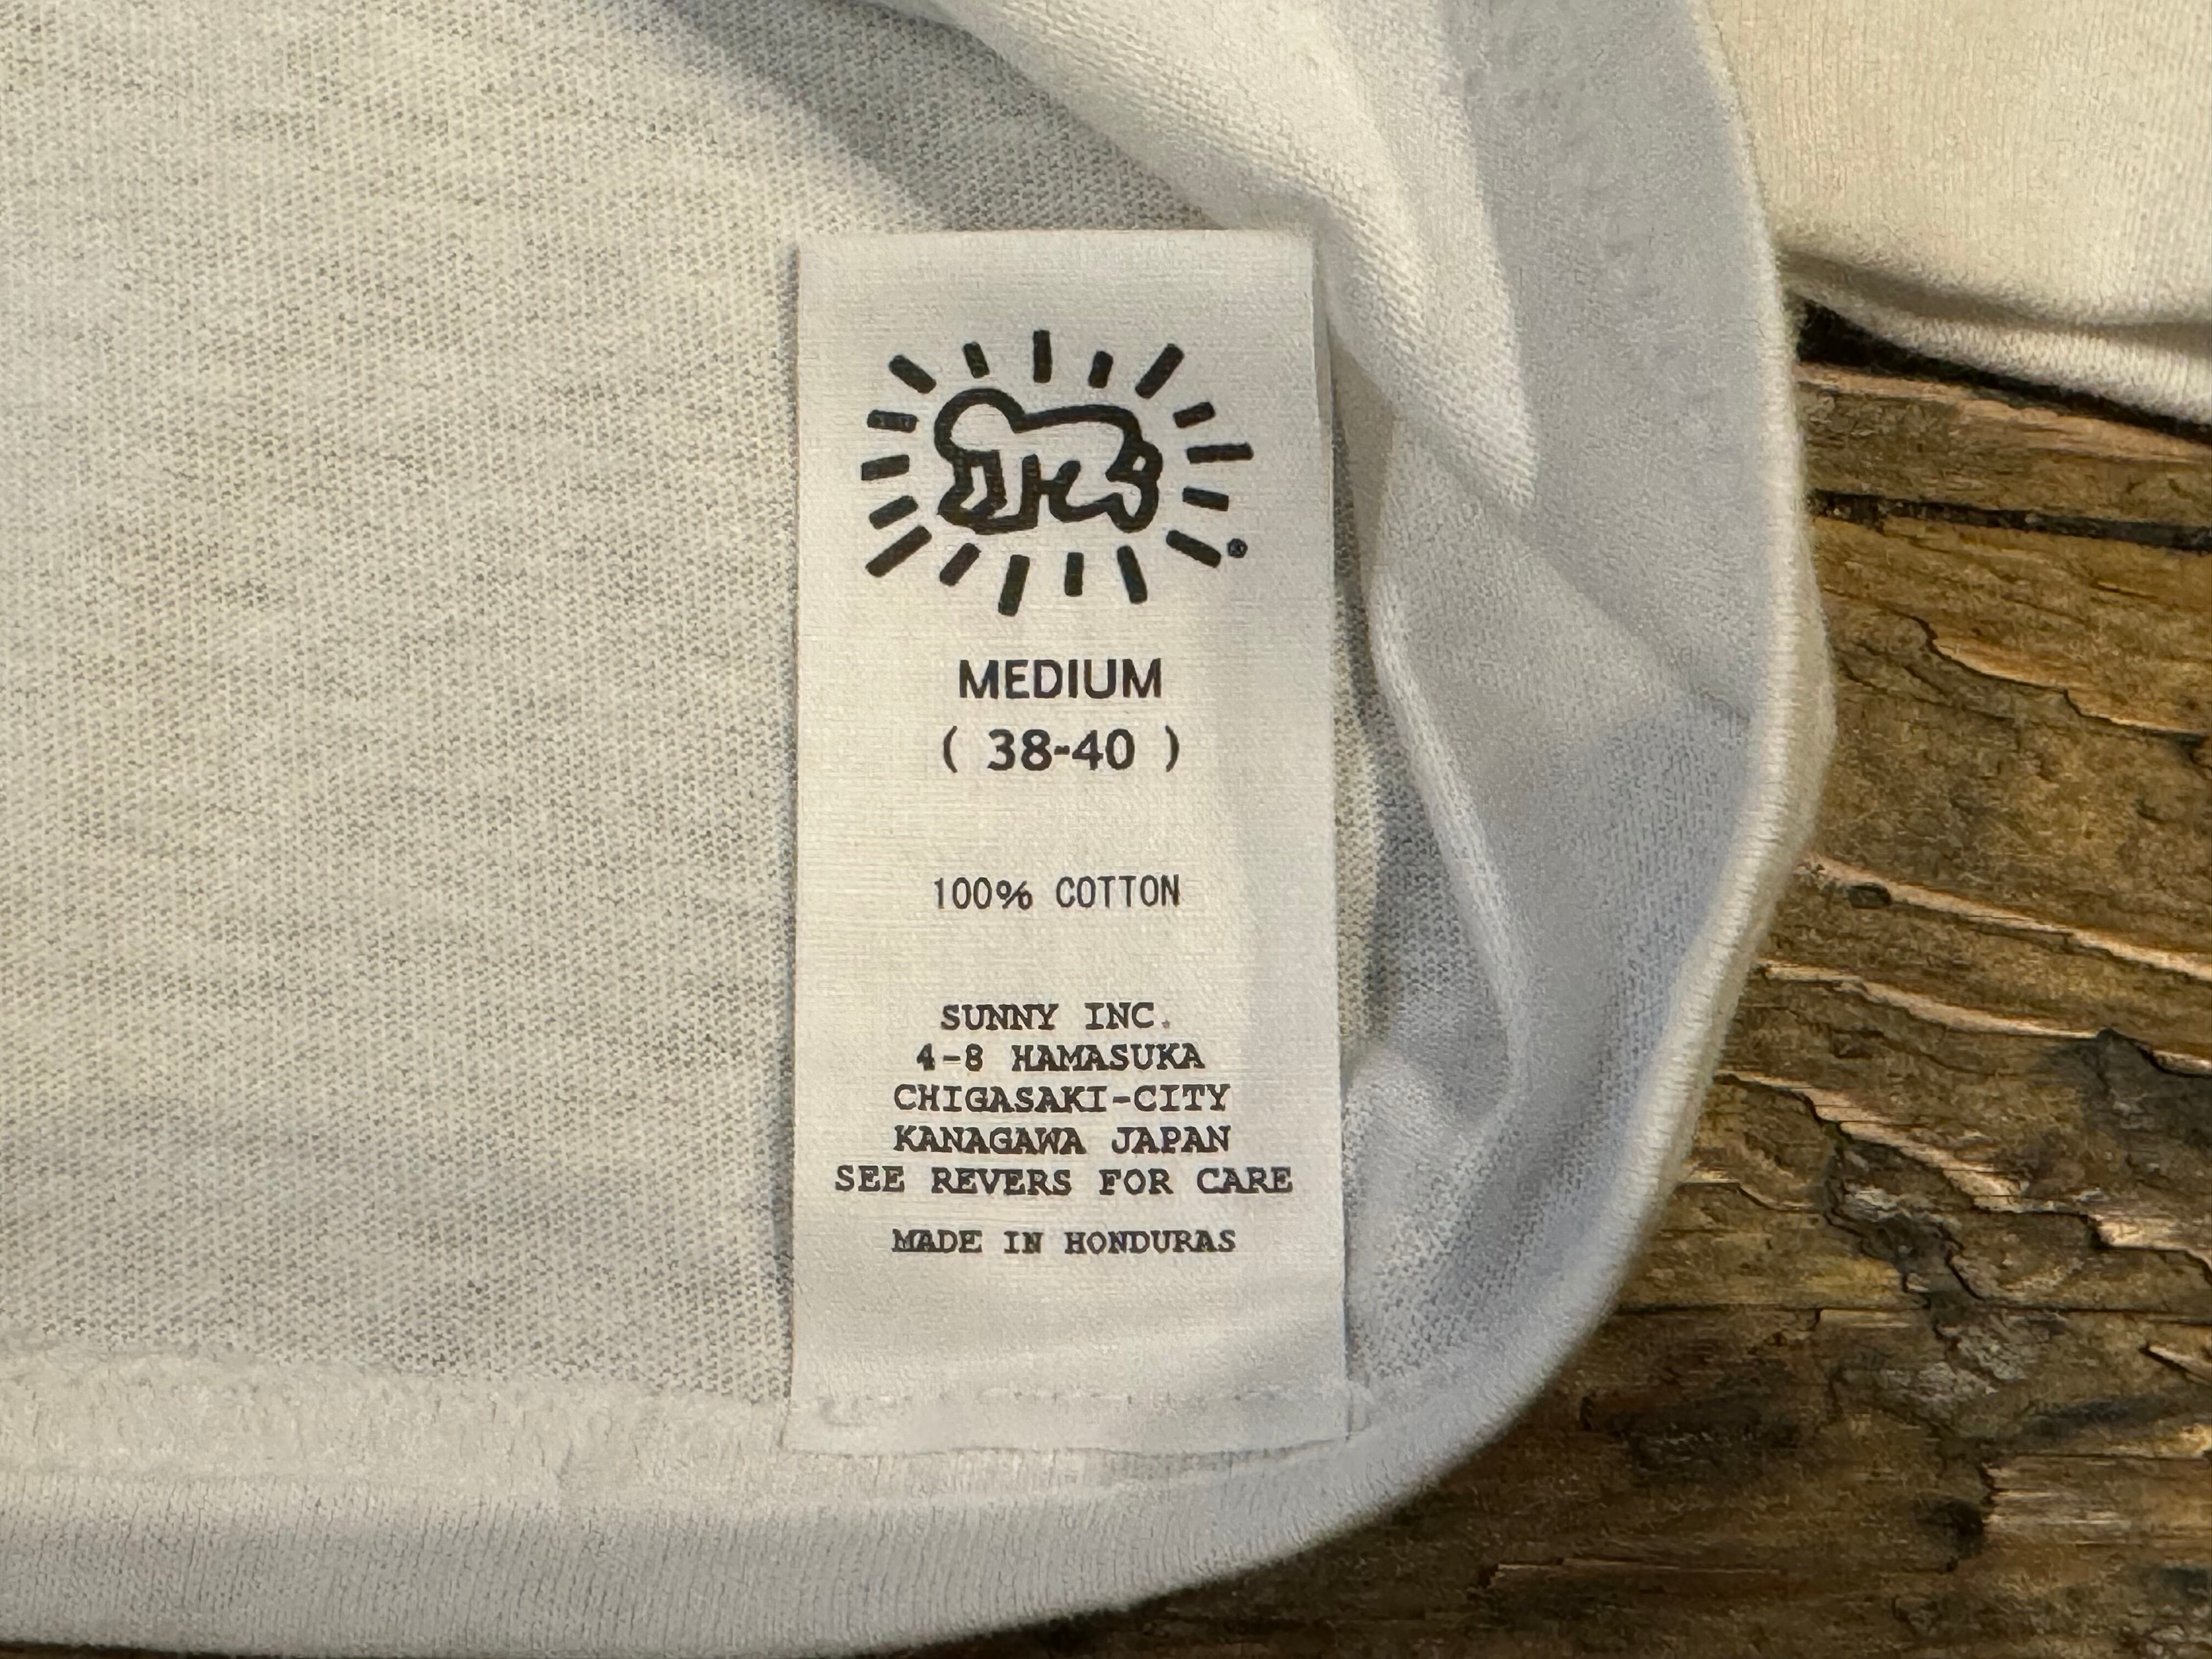 ®
MEDIUM
( 38-40 )
100% COTTON
SUNNY INC.
4-8 HAMASUKA
CHIGASAKI-CITY
KANAGAWA JAPAN
SEE REVERS FOR CARE
MADE IN HONDURAS